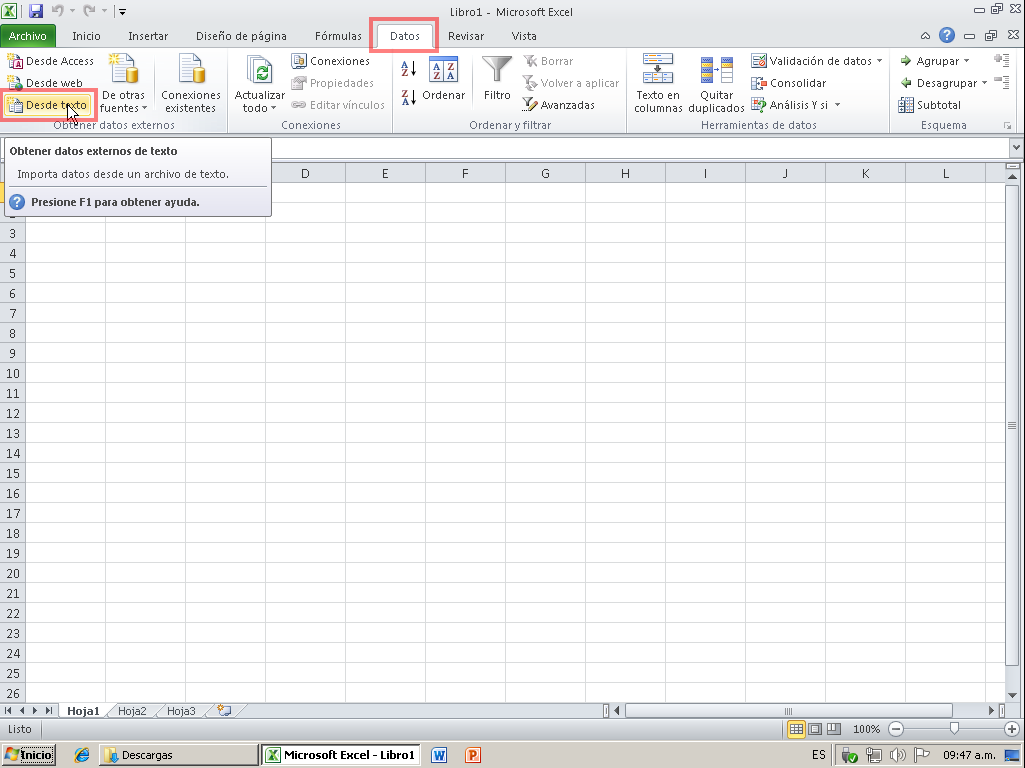 Libro1 - Microsoft Excel
Archivo Inicio Insertar Diseño de página Fórmulas Datos Revisar Vista
Desde Access
Desde web
Desde texto
De otras fuentes
Conexiones existentes
Obtener datos externos
Actualizar todo
Conexiones
Propiedades
Editar vínculos
Conexiones
Ordenar
Filtro
Borrar
Volver a aplicar
Avanzadas
Ordenar y filtrar
Texto en columnas
Quitar duplicados
Validación de datos
Consolidar
Análisis Y si
Herramientas de datos
Agrupar
Desagrupar
Subtotal
Esquema
Obtener datos externos de texto
Importa datos desde un archivo de texto.
Presione F1 para obtener ayuda.
D E F G H I J K L
3
4
5
6
7
8
9
10
11
12
13
14
15
16
17
18
19
20
21
22
23
24
25
26
Hoja1 Hoja2 Hoja3
Listo 100%
Inicio Descargas Microsoft Excel - Libro1 ES 09:47 a.m.